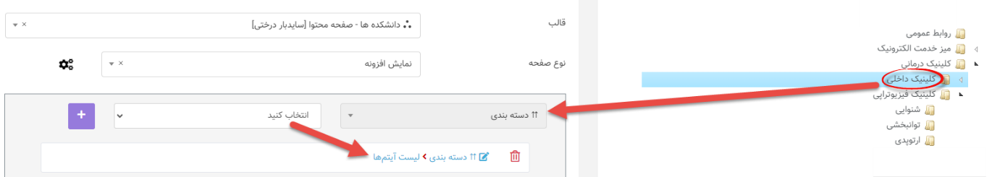 روابط عمومی
میز خدمت الکترونیک
کلینیک درمانی
کلینیک داخلی
کلینیک فیزیوتراپی
شنوایی
توانبخشی
ارتوپدی
قالب
دانشکده ها - صفحه محتوا [سایدبار درختی]
نوع صفحه
نمایش افزونه
دسته بندی
انتخاب کنید
دسته بندی > لیست آیتم‌ها